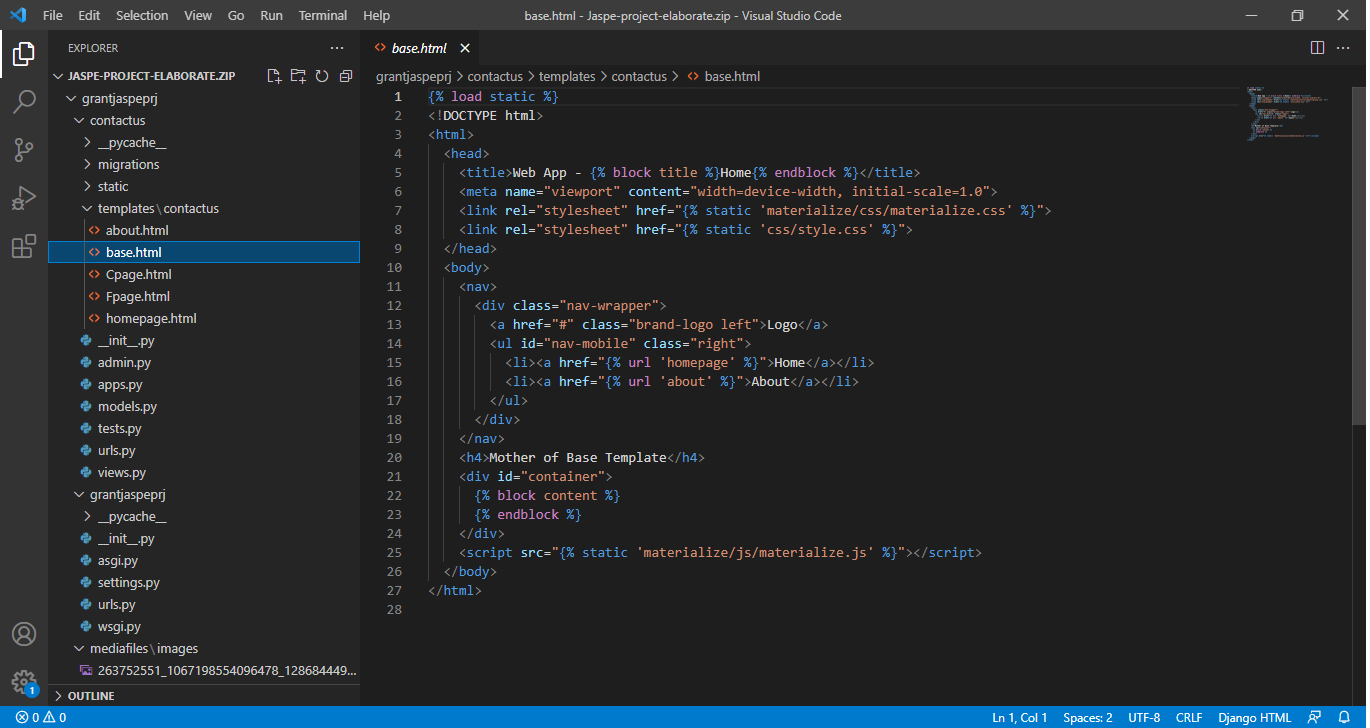 File Edit Selection View Go Run Terminal Help base.html - Jaspe-project-elaborate.zip - Visual Studio Code
EXPLORER
JASPE-PROJECT-ELABORATE.ZIP
grantjaspeprj
contactus
__pycache__
migrations
static
templates\contactus
about.html
base.html
Cpage.html
Fpage.html
homepage.html
__init__.py
admin.py
apps.py
models.py
tests.py
urls.py
views.py
grantjaspeprj
__pycache__
__init__.py
asgi.py
settings.py
urls.py
wsgi.py
mediafiles\images
263752551_1067198554096478_128684449...
OUTLINE
base.html
grantjaspeprj > contactus > templates > contactus > base.html
1 {% load static %}
2 <!DOCTYPE html>
3 <html>
4 <head>
5 <title>Web App - {% block title %}Home{% endblock %}</title>
6 <meta name="viewport" content="width=device-width, initial-scale=1.0">
7 <link rel="stylesheet" href="{% static 'materialize/css/materialize.css' %}">
8 <link rel="stylesheet" href="{% static 'css/style.css' %}">
9 </head>
10 <body>
11 <nav>
12 <div class="nav-wrapper">
13 <a href="#" class="brand-logo left">Logo</a>
14 <ul id="nav-mobile" class="right">
15 <li><a href="{% url 'homepage' %}">Home</a></li>
16 <li><a href="{% url 'about' %}">About</a></li>
17 </ul>
18 </div>
19 </nav>
20 <h4>Mother of Base Template</h4>
21 <div id="container">
22 {% block content %}
23 {% endblock %}
24 </div>
25 <script src="{% static 'materialize/js/materialize.js' %}"></script>
26 </body>
27 </html>
28
1
0 0 Ln 1, Col 1 Spaces: 2 UTF-8 CRLF Django HTML